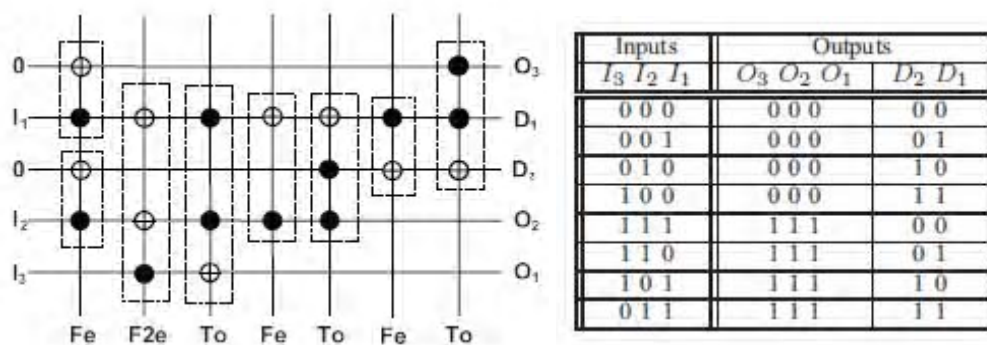 0 O₃
I₁ D₁
0 D₂
I₂ O₂
I₃ O₁
Fe F2e To Fe To Fe To
Inputs Outputs
I₃ I₂ I₁ O₃ O₂ O₁ D₂ D₁
0 0 0 0 0 0 0 0
0 0 1 0 0 0 0 1
0 1 0 0 0 0 1 0
1 0 0 0 0 0 1 1
1 1 1 1 1 1 0 0
1 1 0 1 1 1 0 1
1 0 1 1 1 1 1 0
0 1 1 1 1 1 1 1